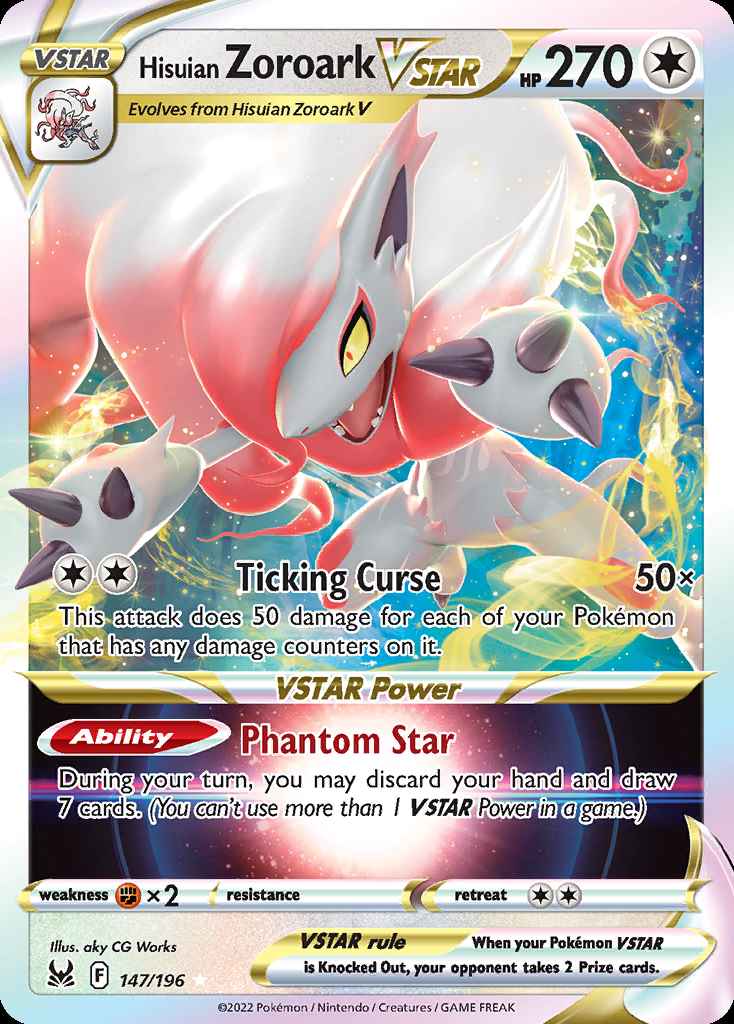 VSTAR
Hisuian Zoroark VSTAR HP 270
Evolves from Hisuian Zoroark V
Ticking Curse 50×
This attack does 50 damage for each of your Pokémon
that has any damage counters on it.
VSTAR Power
Ability Phantom Star
During your turn, you may discard your hand and draw
7 cards. (You can't use more than 1 VSTAR Power in a game.)
weakness ×2 resistance retreat
Illus. aky CG Works
F 147/196
VSTAR rule When your Pokémon VSTAR
is Knocked Out, your opponent takes 2 Prize cards.
©2022 Pokémon / Nintendo / Creatures / GAME FREAK